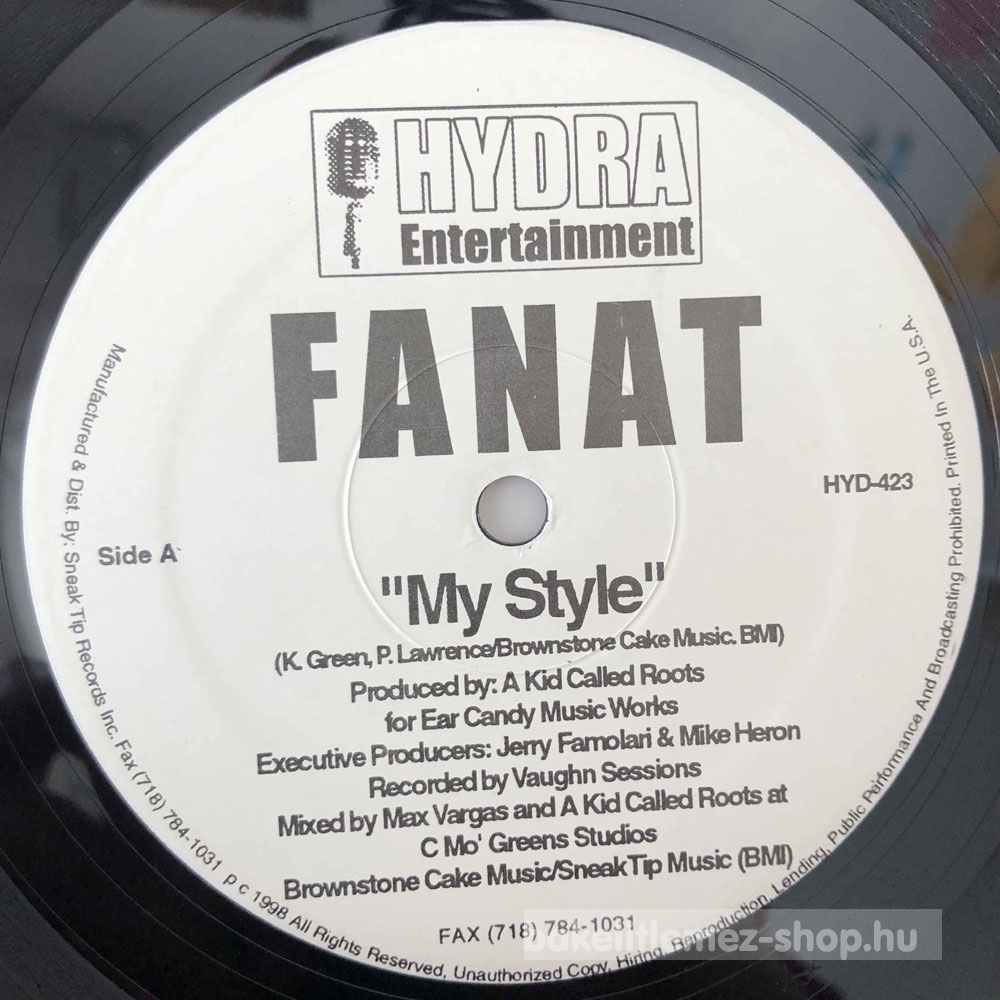 HYDRA
Entertainment
FANAT
HYD-423
Side A
"My Style"
(K. Green, P. Lawrence/Brownstone Cake Music. BMI)
Produced by: A Kid Called Roots
for Ear Candy Music Works
Executive Producers: Jerry Famolari & Mike Heron
Recorded by Vaughn Sessions
Mixed by Max Vargas and A Kid Called Roots at
C Mo' Greens Studios
Brownstone Cake Music/Sneak Tip Music (BMI)
FAX (718) 784-1031
Manufactured & Dist. By: Sneak Tip Records Inc. Fax (718) 784-1031 p c 1998 All Rights Reserved, Unauthorized Copy, Hiring, Reproduction, Lending, Public Performance And Broadcasting Prohibited. Printed In The U.S.A.
bakelitlemez-shop.hu